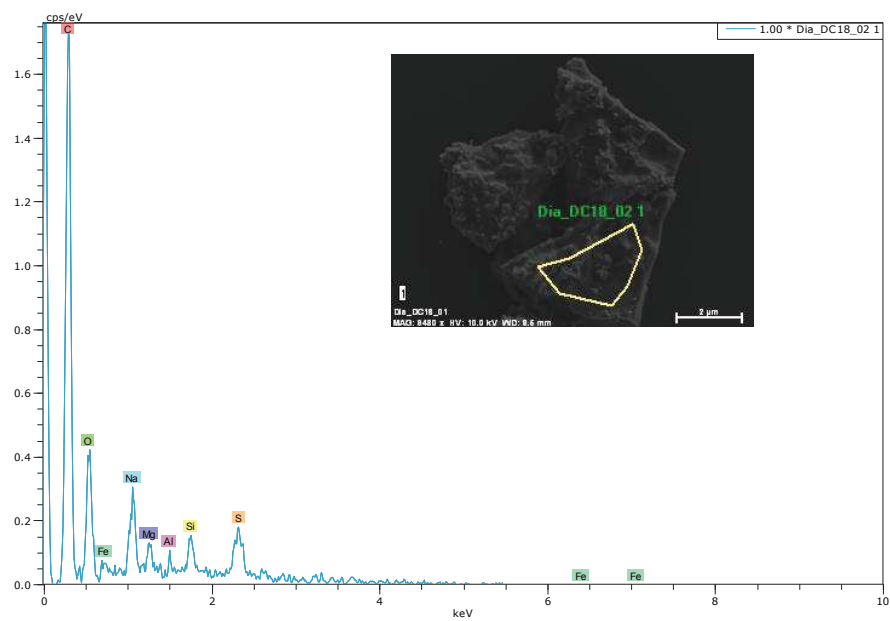 cps/eV
1.00 * Dia_DC18_02 1
C
1.6
1.4
1.2
1.0
0.8
0.6
0.4
0.2
0.0
O
Fe
Na
Mg
Al
Si
S
Fe
Fe
Dia_DC18_02 1
1
Dia_DC18_01
MAG: 8480 x HV: 10.0 kV WD: 8.6 mm
2 µm
0
2
4
6
8
10
keV